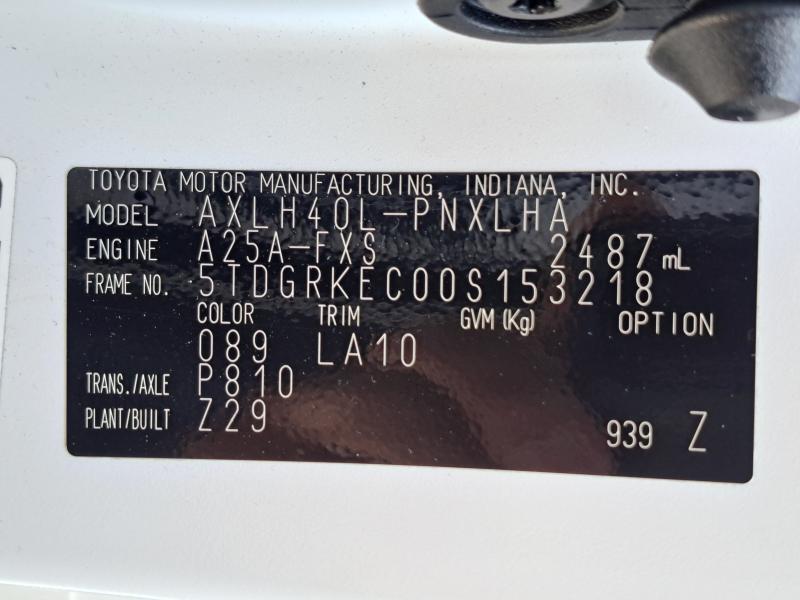 TOYOTA MOTOR MANUFACTURING, INDIANA, INC.
MODEL AXLH40L-PNXLHA
ENGINE A25A-FXS 2487mL
FRAME NO. 5TDGRKEC00S153218
COLOR TRIM GVM (Kg) OPTION
089 LA10
TRANS./AXLE P810
PLANT/BUILT Z29
939 Z